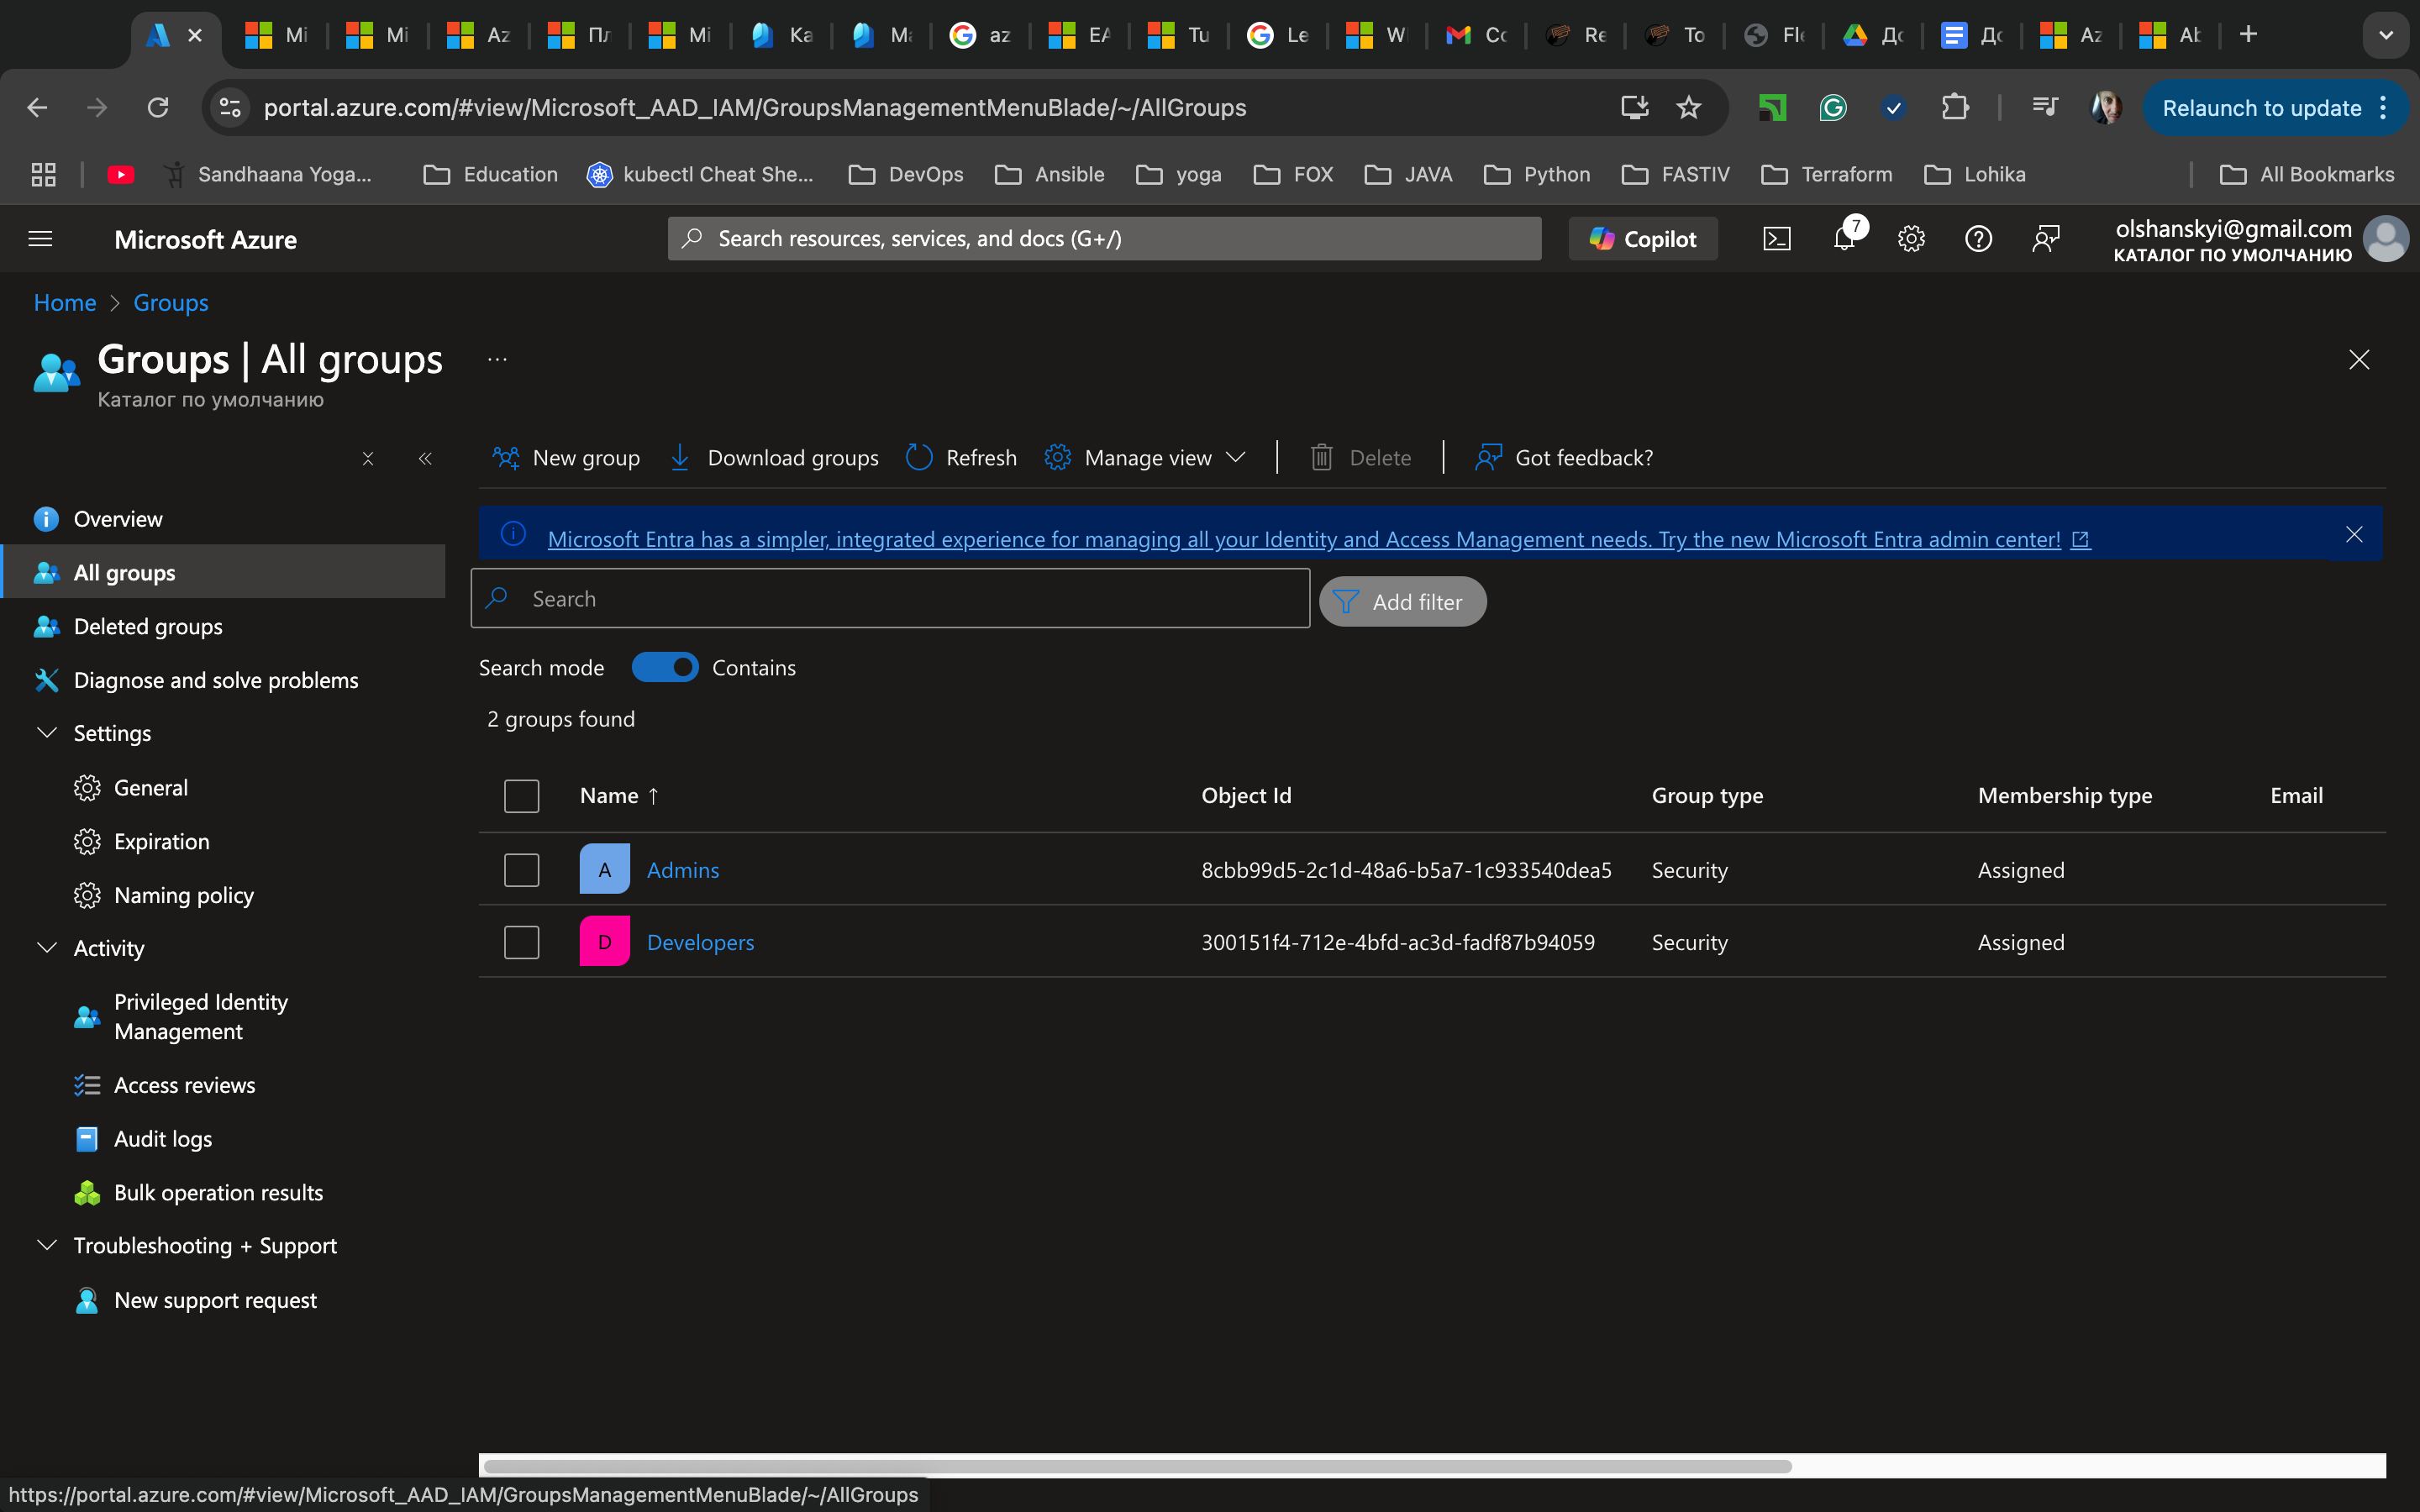 Mi
Mi
Az
Пл
Mi
Ka
Ma
az
EA
Tu
Le
W
Co
Re
To
Fle
До
До
Az
Ab
portal.azure.com/#view/Microsoft_AAD_IAM/GroupsManagementMenuBlade/~/AllGroups
Relaunch to update
Sandhaana Yoga...
Education
kubectl Cheat She...
DevOps
Ansible
yoga
FOX
JAVA
Python
FASTIV
Terraform
Lohika
All Bookmarks
Microsoft Azure
Search resources, services, and docs (G+/)
Copilot
7
olshanskyi@gmail.com
КАТАЛОГ ПО УМОЛЧАНИЮ
Home > Groups
Groups | All groups ...
Каталог по умолчанию
New group
Download groups
Refresh
Manage view
Delete
Got feedback?
Overview
All groups
Deleted groups
Diagnose and solve problems
Settings
General
Expiration
Naming policy
Activity
Privileged Identity
Management
Access reviews
Audit logs
Bulk operation results
Troubleshooting + Support
New support request
Microsoft Entra has a simpler, integrated experience for managing all your Identity and Access Management needs. Try the new Microsoft Entra admin center!
Search
Add filter
Search mode
Contains
2 groups found
Name ↑ Object Id Group type Membership type Email
A Admins 8cbb99d5-2c1d-48a6-b5a7-1c933540dea5 Security Assigned
D Developers 300151f4-712e-4bfd-ac3d-fadf87b94059 Security Assigned
https://portal.azure.com/#view/Microsoft_AAD_IAM/GroupsManagementMenuBlade/~/AllGroups